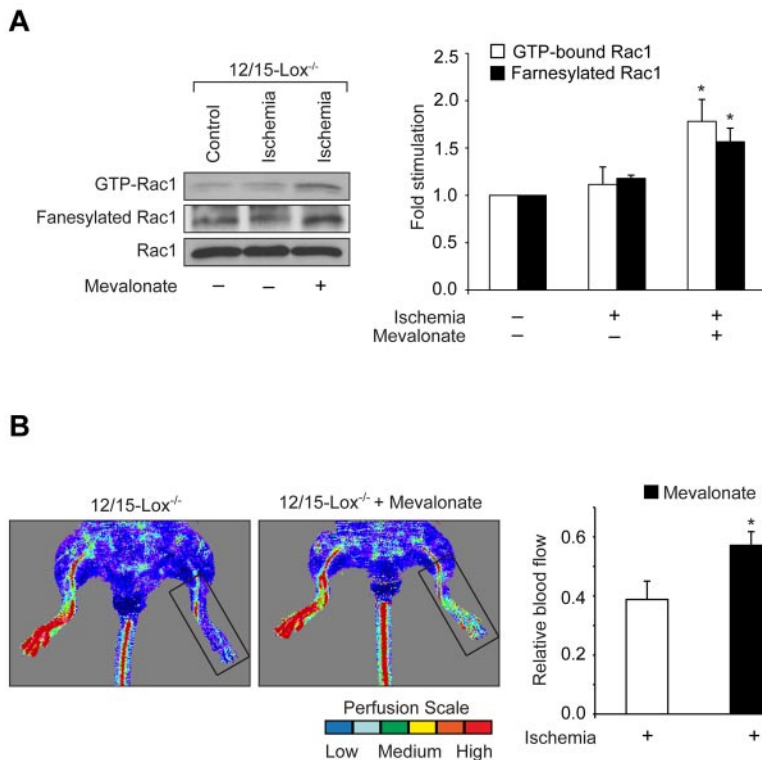 A
12/15-Lox-/-
Control
Ischemia
Ischemia
GTP-Rac1
Fanesylated Rac1
Rac1
Mevalonate – – +
GTP-bound Rac1
Farnesylated Rac1
Fold stimulation
2.5
2.0
1.5
1.0
0.5
0.0
* *
Ischemia – + +
Mevalonate – – +
B
12/15-Lox-/-
12/15-Lox-/- + Mevalonate
Perfusion Scale
Low Medium High
Mevalonate
Relative blood flow
0.6
0.4
0.2
0.0
*
Ischemia + +